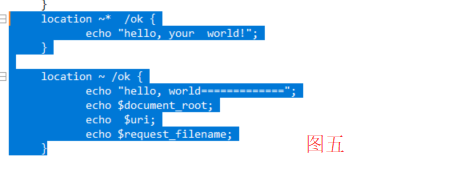 }
location ~*  /ok {
echo "hello, your  world!";
}
location ~ /ok {
echo "hello, world=============";
echo $document_root;
echo  $uri;
echo $request_filename;
}
图五